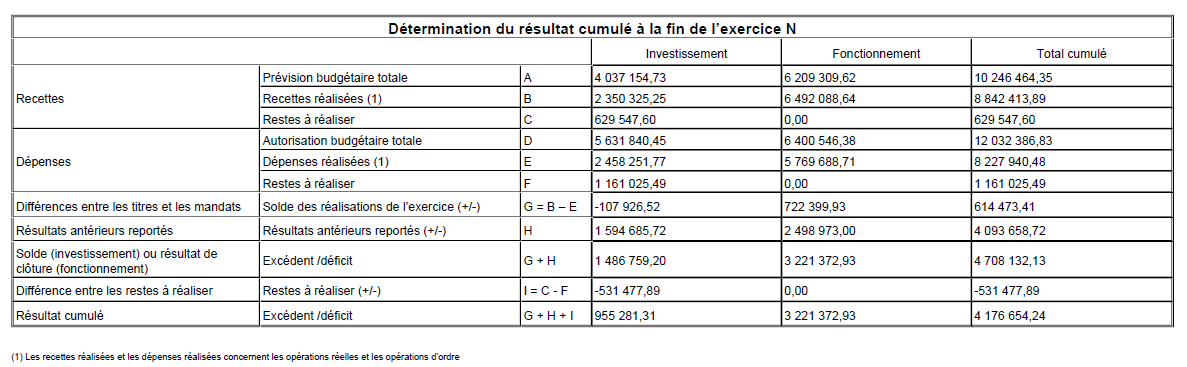 Détermination du résultat cumulé à la fin de l'exercice N
Investissement Fonctionnement Total cumulé
Recettes
Prévision budgétaire totale A 4 037 154,73 6 209 309,62 10 246 464,35
Recettes réalisées (1) B 2 350 325,25 6 492 088,64 8 842 413,89
Restes à réaliser C 629 547,60 0,00 629 547,60
Dépenses
Autorisation budgétaire totale D 5 631 840,45 6 400 546,38 12 032 386,83
Dépenses réalisées (1) E 2 458 251,77 5 769 688,71 8 227 940,48
Restes à réaliser F 1 161 025,49 0,00 1 161 025,49
Différences entre les titres et les mandats Solde des réalisations de l'exercice (+/-) G = B – E -107 926,52 722 399,93 614 473,41
Résultats antérieurs reportés Résultats antérieurs reportés (+/-) H 1 594 685,72 2 498 973,00 4 093 658,72
Solde (investissement) ou résultat de
clôture (fonctionnement) Excédent /déficit G + H 1 486 759,20 3 221 372,93 4 708 132,13
Différence entre les restes à réaliser Restes à réaliser (+/-) I = C - F -531 477,89 0,00 -531 477,89
Résultat cumulé Excédent /déficit G + H + I 955 281,31 3 221 372,93 4 176 654,24
(1) Les recettes réalisées et les dépenses réalisées concernent les opérations réelles et les opérations d'ordre